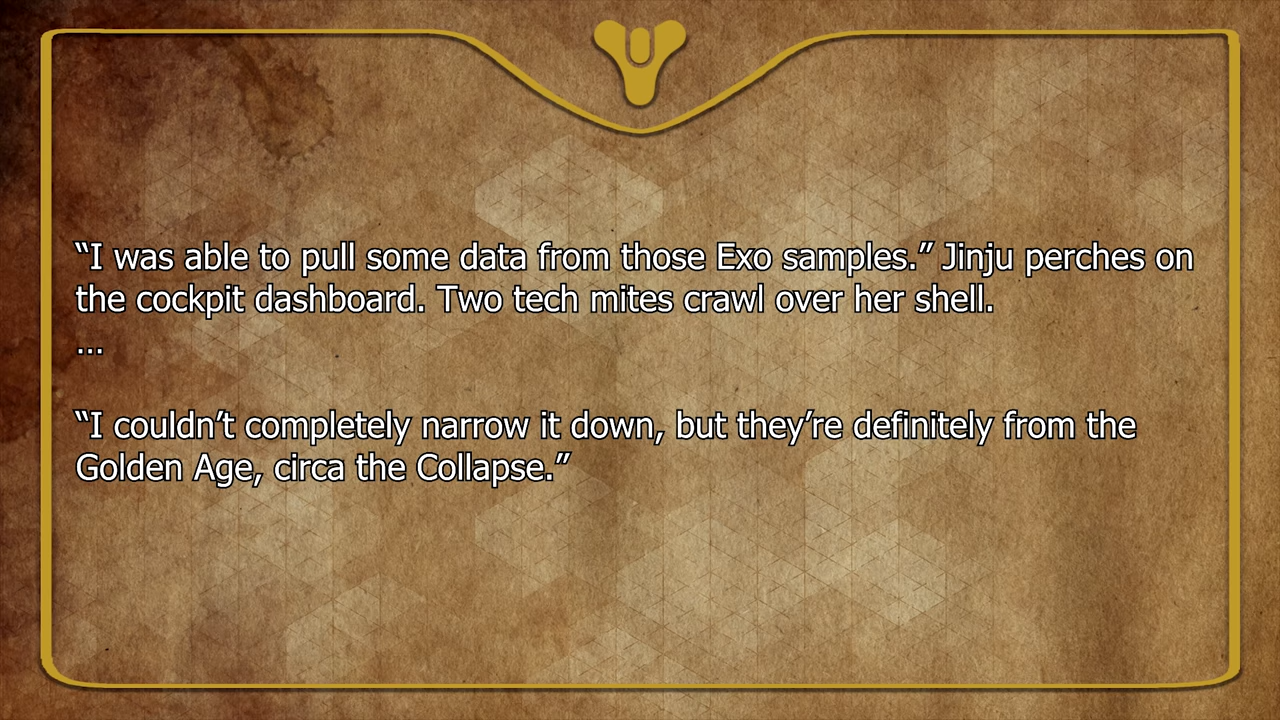 “I was able to pull some data from those Exo samples.” Jinju perches on
the cockpit dashboard. Two tech mites crawl over her shell.
...
“I couldn’t completely narrow it down, but they’re definitely from the
Golden Age, circa the Collapse.”